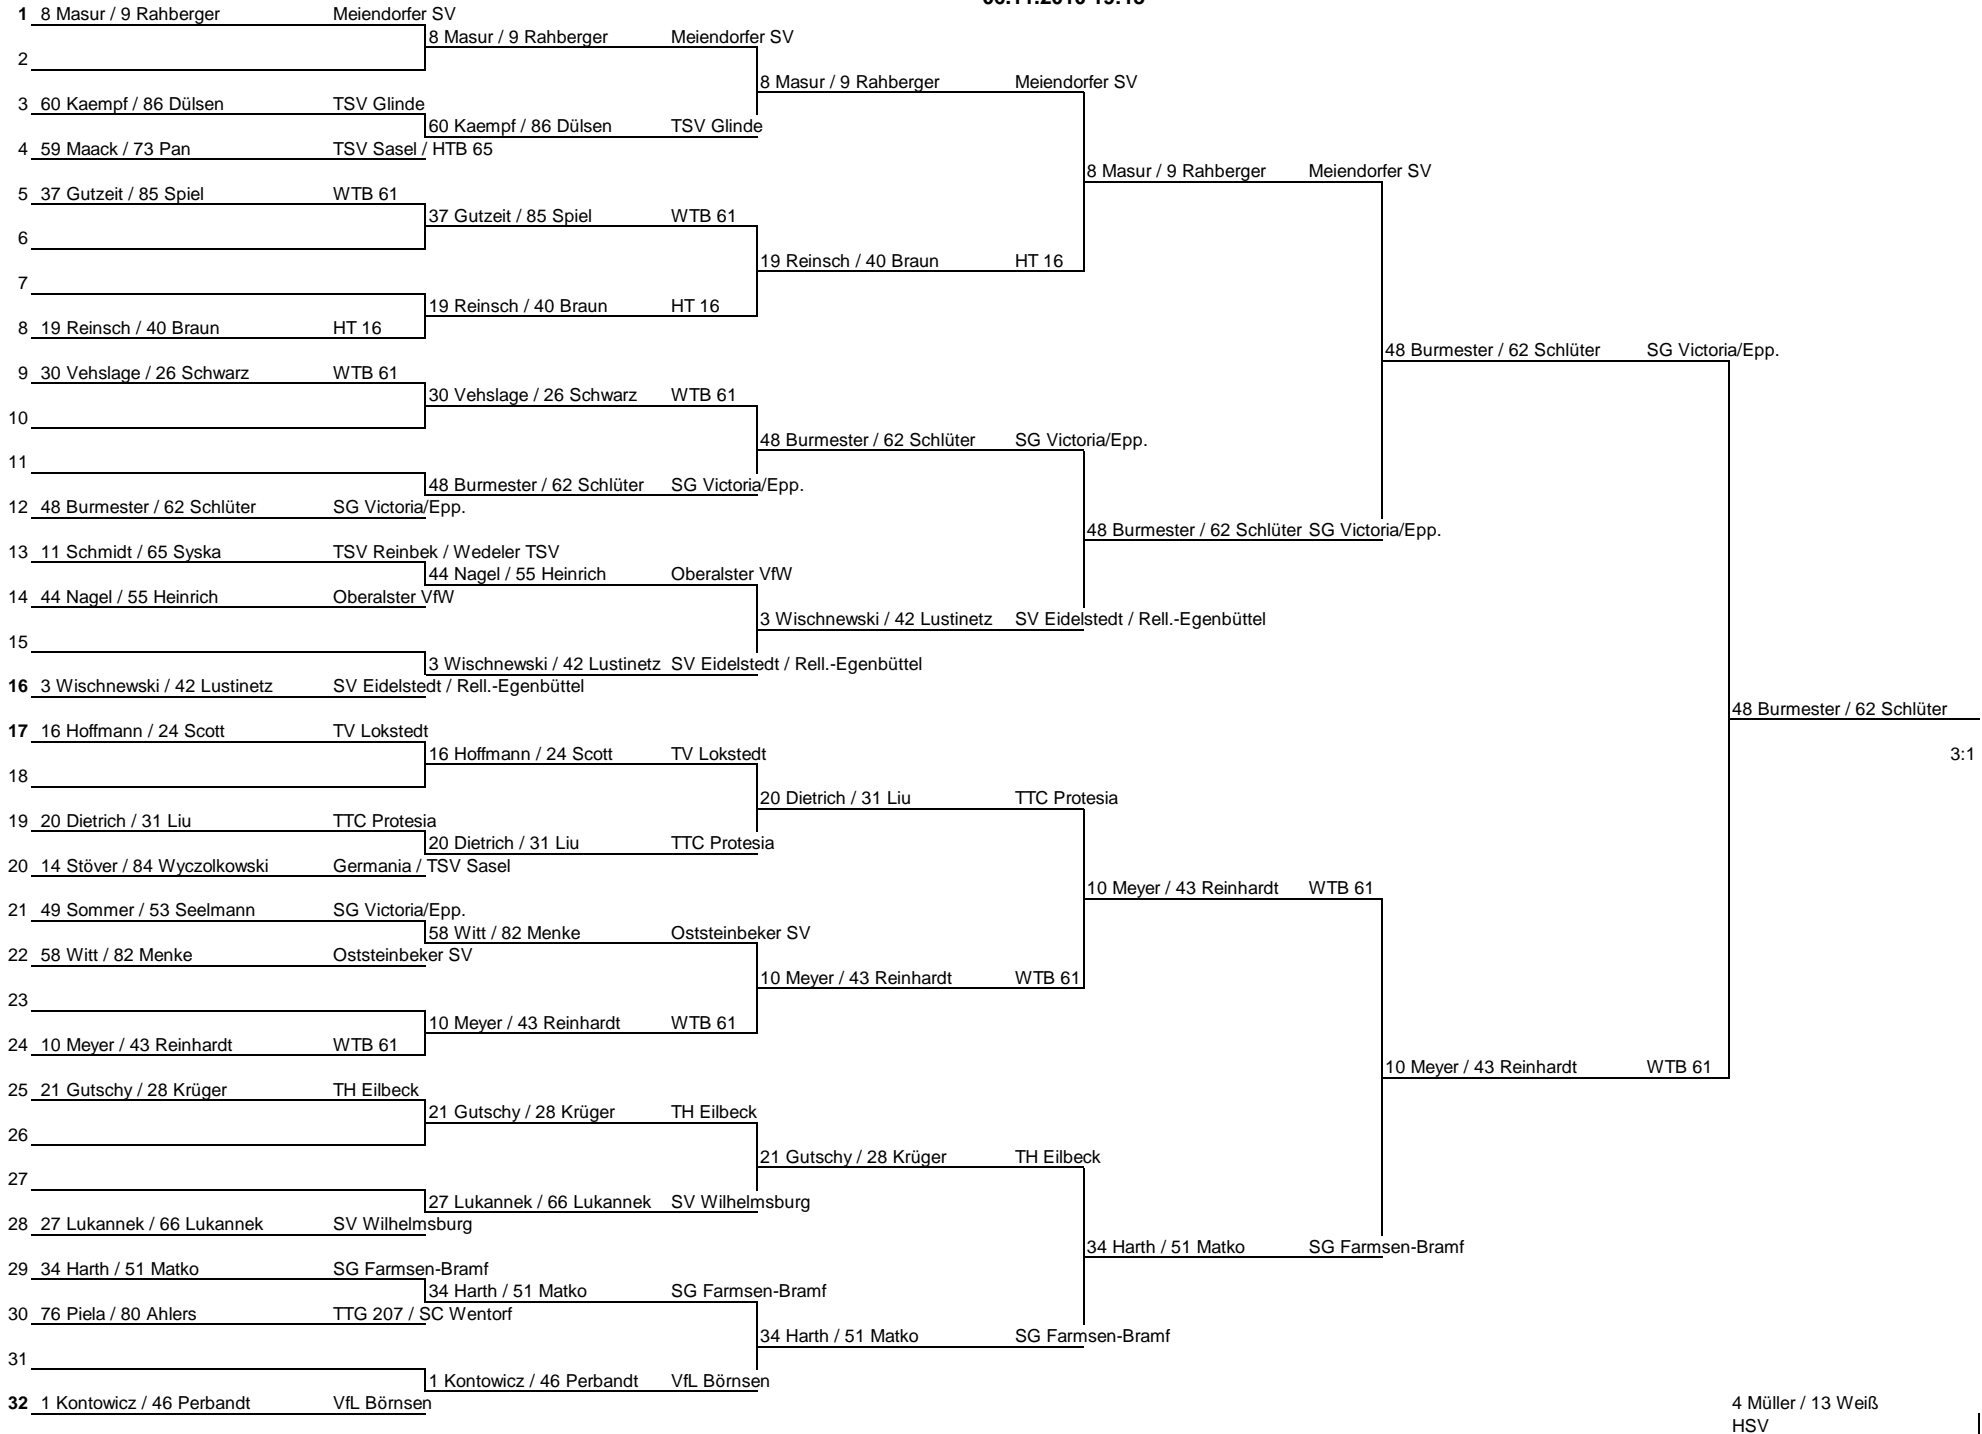 1 8 Masur / 9 Rahberger Meiendorfer SV
8 Masur / 9 Rahberger Meiendorfer SV
2
8 Masur / 9 Rahberger Meiendorfer SV
3 60 Kaempf / 86 Dülsen TSV Glinde
60 Kaempf / 86 Dülsen TSV Glinde
4 59 Maack / 73 Pan TSV Sasel / HTB 65
8 Masur / 9 Rahberger Meiendorfer SV
5 37 Gutzeit / 85 Spiel WTB 61
37 Gutzeit / 85 Spiel WTB 61
6
19 Reinsch / 40 Braun HT 16
7
19 Reinsch / 40 Braun HT 16
8 19 Reinsch / 40 Braun HT 16
48 Burmester / 62 Schlüter SG Victoria/Epp.
9 30 Vehslage / 26 Schwarz WTB 61
30 Vehslage / 26 Schwarz WTB 61
10
48 Burmester / 62 Schlüter SG Victoria/Epp.
11
48 Burmester / 62 Schlüter SG Victoria/Epp.
12 48 Burmester / 62 Schlüter SG Victoria/Epp.
48 Burmester / 62 Schlüter SG Victoria/Epp.
13 11 Schmidt / 65 Syska TSV Reinbek / Wedeler TSV
44 Nagel / 55 Heinrich Oberalster VfW
14 44 Nagel / 55 Heinrich Oberalster VfW
3 Wischnewski / 42 Lustinetz SV Eidelstedt / Rell.-Egenbüttel
15
3 Wischnewski / 42 Lustinetz SV Eidelstedt / Rell.-Egenbüttel
16 3 Wischnewski / 42 Lustinetz SV Eidelstedt / Rell.-Egenbüttel
48 Burmester / 62 Schlüter
17 16 Hoffmann / 24 Scott TV Lokstedt
16 Hoffmann / 24 Scott TV Lokstedt
3:1
18
20 Dietrich / 31 Liu TTC Protesia
19 20 Dietrich / 31 Liu TTC Protesia
20 Dietrich / 31 Liu TTC Protesia
20 14 Stöver / 84 Wyczolkowski Germania / TSV Sasel
10 Meyer / 43 Reinhardt WTB 61
21 49 Sommer / 53 Seelmann SG Victoria/Epp.
58 Witt / 82 Menke Oststeinbeker SV
22 58 Witt / 82 Menke Oststeinbeker SV
10 Meyer / 43 Reinhardt WTB 61
23
10 Meyer / 43 Reinhardt WTB 61
24 10 Meyer / 43 Reinhardt WTB 61
10 Meyer / 43 Reinhardt WTB 61
25 21 Gutschy / 28 Krüger TH Eilbeck
21 Gutschy / 28 Krüger TH Eilbeck
26
21 Gutschy / 28 Krüger TH Eilbeck
27
27 Lukannek / 66 Lukannek SV Wilhelmsburg
28 27 Lukannek / 66 Lukannek SV Wilhelmsburg
34 Harth / 51 Matko SG Farmsen-Bramf
29 34 Harth / 51 Matko SG Farmsen-Bramf
34 Harth / 51 Matko SG Farmsen-Bramf
30 76 Piela / 80 Ahlers TTG 207 / SC Wentorf
34 Harth / 51 Matko SG Farmsen-Bramf
31
1 Kontowicz / 46 Perbandt VfL Börnsen
32 1 Kontowicz / 46 Perbandt VfL Börnsen
4 Müller / 13 Weiß
HSV